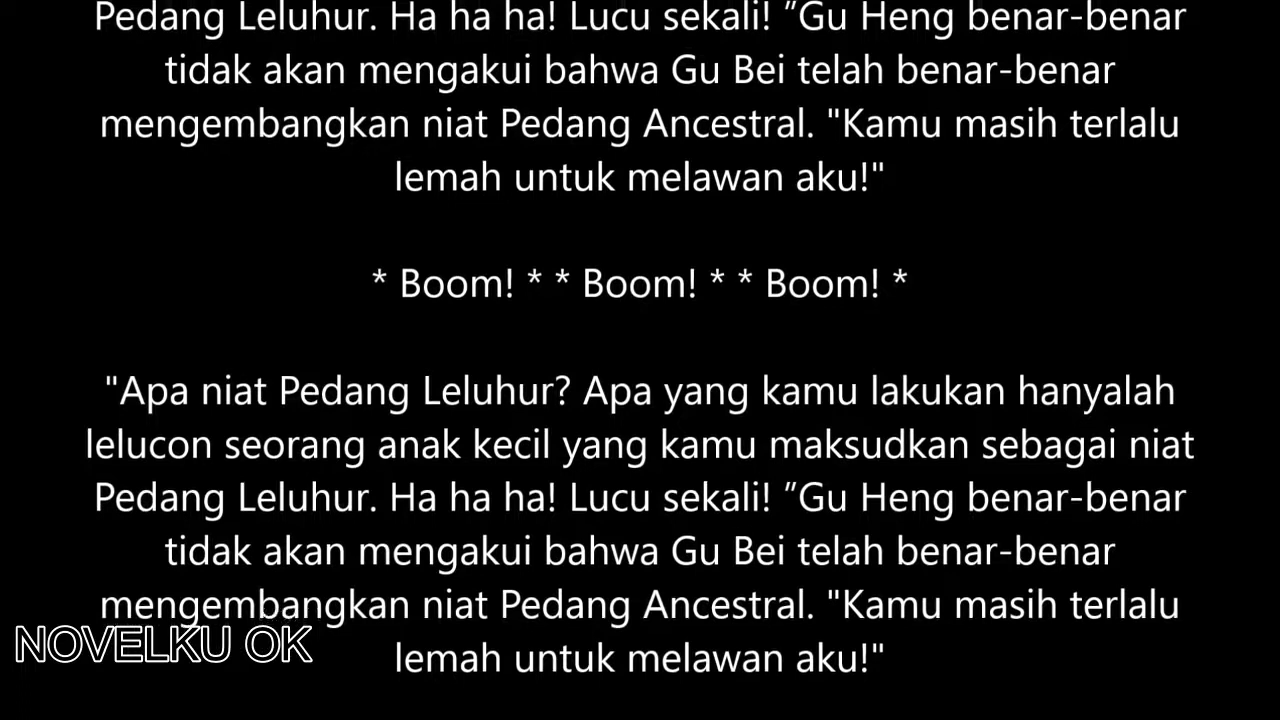 Pedang Leluhur. Ha ha ha! Lucu sekali! ”Gu Heng benar-benar
tidak akan mengakui bahwa Gu Bei telah benar-benar
mengembangkan niat Pedang Ancestral. "Kamu masih terlalu
lemah untuk melawan aku!"
* Boom! * * Boom! * * Boom! *
"Apa niat Pedang Leluhur? Apa yang kamu lakukan hanyalah
lelucon seorang anak kecil yang kamu maksudkan sebagai niat
Pedang Leluhur. Ha ha ha! Lucu sekali! ”Gu Heng benar-benar
tidak akan mengakui bahwa Gu Bei telah benar-benar
mengembangkan niat Pedang Ancestral. "Kamu masih terlalu
lemah untuk melawan aku!"
NOVELKU OK